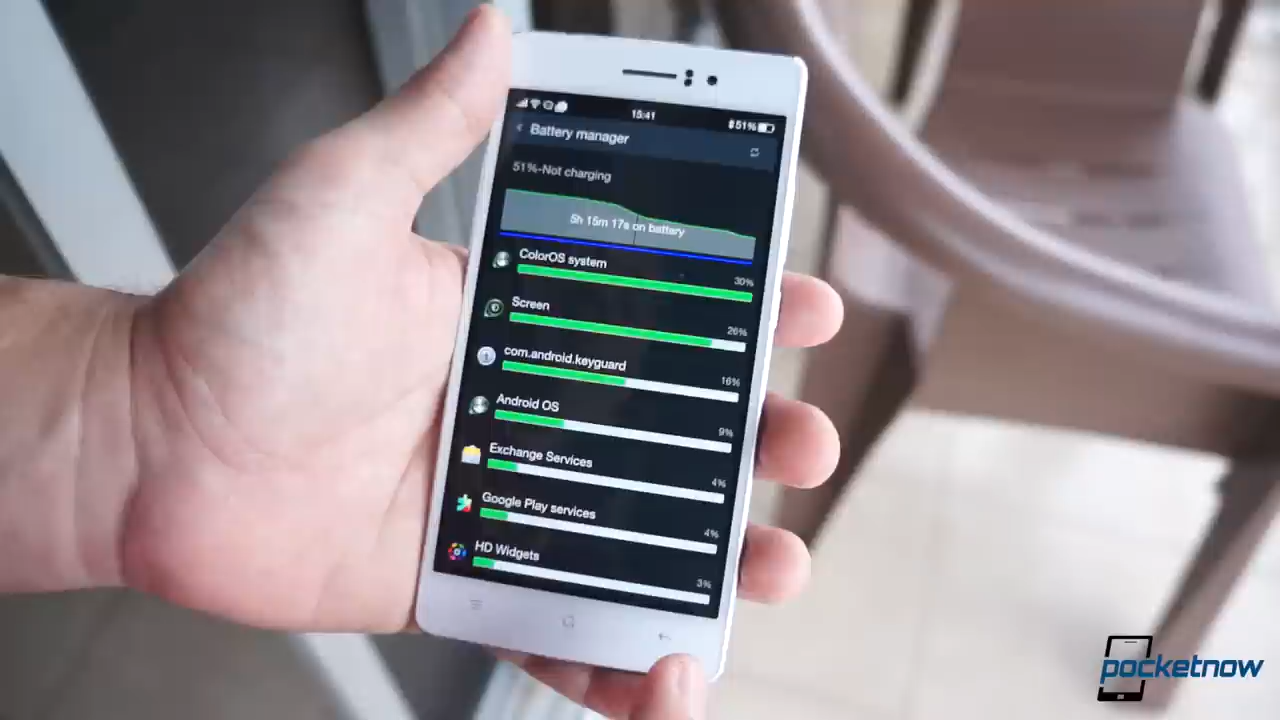 15:41
51%
Battery manager
51%-Not charging
5h 15m 17s on battery
ColorOS system
30%
Screen
26%
com.android.keyguard
16%
Android OS
9%
Exchange Services
4%
Google Play services
4%
HD Widgets
3%
pocketnow